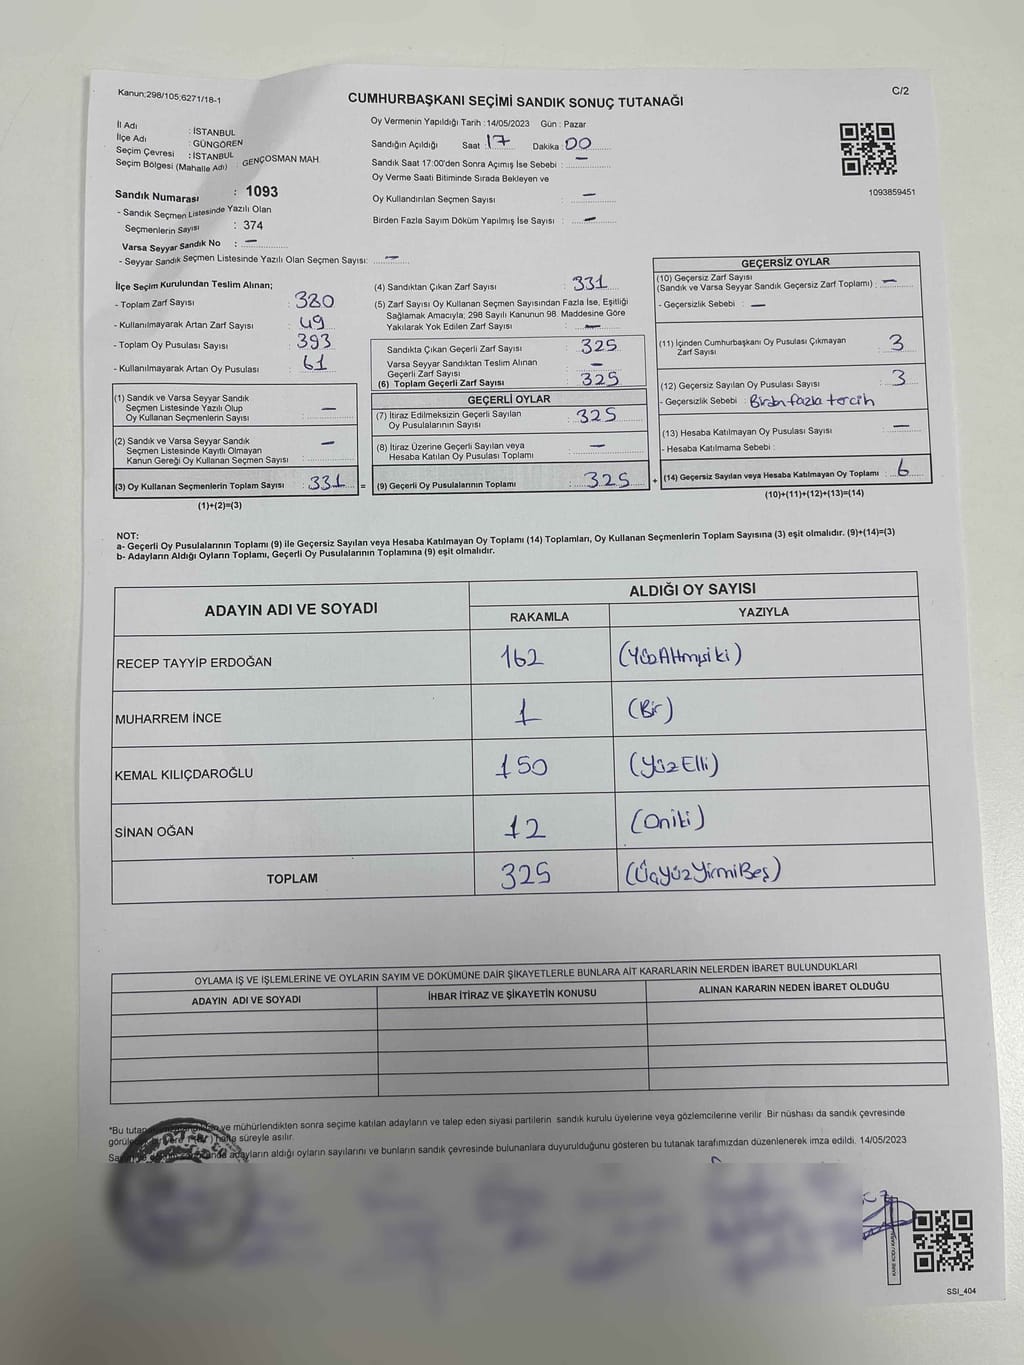 Kanun:298/105;6271/18-1
C/2
CUMHURBAŞKANI SEÇİMİ SANDIK SONUÇ TUTANAĞI
İl Adı : İSTANBUL
İlçe Adı : GÜNGÖREN
Seçim Çevresi : İSTANBUL
Seçim Bölgesi (Mahalle Adı) GENÇOSMAN MAH.
Sandık Numarası : 1093
- Sandık Seçmen Listesinde Yazılı Olan
Seçmenlerin Sayısı : 374
Varsa Seyyar Sandık No : —
- Seyyar Sandık Seçmen Listesinde Yazılı Olan Seçmen Sayısı: —
Oy Vermenin Yapıldığı Tarih : 14/05/2023 Gün : Pazar
Sandığın Açıldığı Saat : 17 Dakika : 00
Sandık Saat 17:00'den Sonra Açımış İse Sebebi : —
Oy Verme Saati Bitiminde Sırada Bekleyen ve
Oy Kullandırılan Seçmen Sayısı : —
Birden Fazla Sayım Döküm Yapılmış İse Sayısı : —
1093859451
İlçe Seçim Kurulundan Teslim Alınan;
- Toplam Zarf Sayısı : 380
- Kullanılmayarak Artan Zarf Sayısı : 49
- Toplam Oy Pusulası Sayısı : 393
- Kullanılmayarak Artan Oy Pusulası : 61
(1) Sandık ve Varsa Seyyar Sandık
Seçmen Listesinde Yazılı Olup
Oy Kullanan Seçmenlerin Sayısı : —
(2) Sandık ve Varsa Seyyar Sandık
Seçmen Listesinde Kayıtlı Olmayan
Kanun Gereği Oy Kullanan Seçmen Sayısı : —
(3) Oy Kullanan Seçmenlerin Toplam Sayısı : 331 =
(1)+(2)=(3)
(4) Sandıktan Çıkan Zarf Sayısı : 331
(5) Zarf Sayısı Oy Kullanan Seçmen Sayısından Fazla İse, Eşitliği
Sağlamak Amacıyla; 298 Sayılı Kanunun 98. Maddesine Göre
Yakılarak Yok Edilen Zarf Sayısı : —
Sandıkta Çıkan Geçerli Zarf Sayısı : 325
Varsa Seyyar Sandıktan Teslim Alınan
Geçerli Zarf Sayısı : —
(6) Toplam Geçerli Zarf Sayısı : 325
GEÇERLİ OYLAR
(7) İtiraz Edilmeksizin Geçerli Sayılan
Oy Pusulalarının Sayısı : 325
(8) İtiraz Üzerine Geçerli Sayılan veya
Hesaba Katılan Oy Pusulası Toplamı : —
(9) Geçerli Oy Pusulalarının Toplamı : 325 +
GEÇERSİZ OYLAR
(10) Geçersiz Zarf Sayısı
(Sandık ve Varsa Seyyar Sandık Geçersiz Zarf Toplamı) : —
- Geçersizlik Sebebi : —
(11) İçinden Cumhurbaşkanı Oy Pusulası Çıkmayan
Zarf Sayısı : 3
(12) Geçersiz Sayılan Oy Pusulası Sayısı : 3
- Geçersizlik Sebebi : Birden fazla tercih
(13) Hesaba Katılmayan Oy Pusulası Sayısı : —
- Hesaba Katılmama Sebebi :
(14) Geçersiz Sayılan veya Hesaba Katılmayan Oy Toplamı : 6
(10)+(11)+(12)+(13)=(14)
NOT:
a- Geçerli Oy Pusulalarının Toplamı (9) ile Geçersiz Sayılan veya Hesaba Katılmayan Oy Toplamı (14) Toplamları, Oy Kullanan Seçmenlerin Toplam Sayısına (3) eşit olmalıdır. (9)+(14)=(3)
b- Adayların Aldığı Oyların Toplamı, Geçerli Oy Pusulalarının Toplamına (9) eşit olmalıdır.
ADAYIN ADI VE SOYADI
ALDIĞI OY SAYISI
RAKAMLA YAZIYLA
RECEP TAYYİP ERDOĞAN 162 (YüzAltmışiki)
MUHARREM İNCE 1 (Bir)
KEMAL KILIÇDAROĞLU 150 (YüzElli)
SİNAN OĞAN 12 (Oniki)
TOPLAM 325 (ÜçyüzYirmiBeş)
OYLAMA İŞ VE İŞLEMLERİNE VE OYLARIN SAYIM VE DÖKÜMÜNE DAİR ŞİKAYETLERLE BUNLARA AİT KARARLARIN NELERDEN İBARET BULUNDUKLARI
ADAYIN ADI VE SOYADI İHBAR İTİRAZ VE ŞİKAYETİN KONUSU ALINAN KARARIN NEDEN İBARET OLDUĞU
*Bu ve mühürlendikten sonra seçime katılan adayların ve talep eden siyasi partilerin sandık kurulu üyelerine veya gözlemcilerine verilir Bir nüshası da sandık çevresinde
hafta süreyle asılır.
adayların aldığı oyların sayılarını ve bunların sandık çevresinde bulunanlara duyurulduğunu gösteren bu tutanak tarafımızdan düzenlenerek imza edildi. 14/05/2023
SSI_404